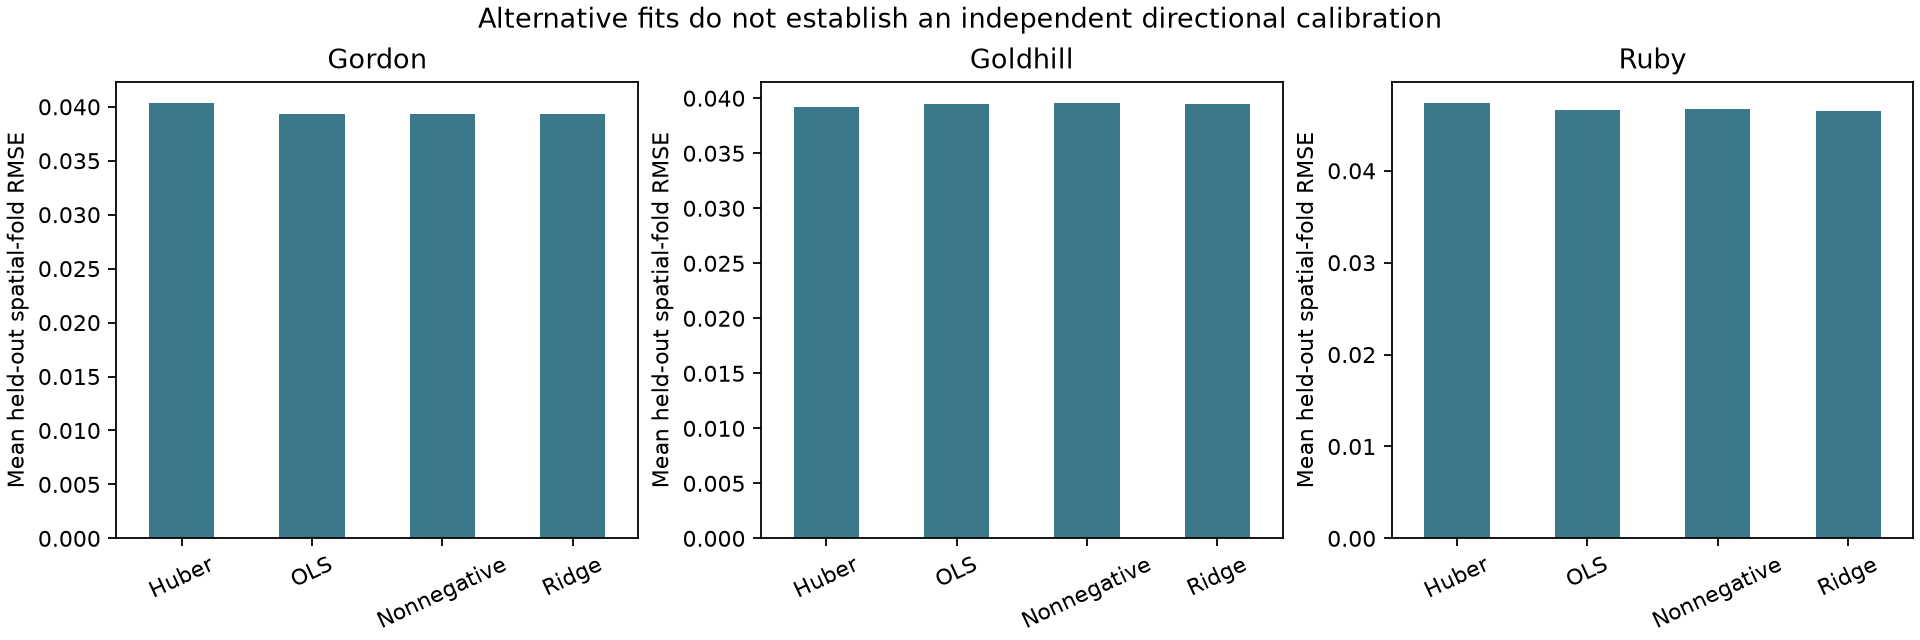 Alternative fits do not establish an independent directional calibration
Gordon
Mean held-out spatial-fold RMSE
0.040
0.035
0.030
0.025
0.020
0.015
0.010
0.005
0.000
Huber
OLS
Nonnegative
Ridge
Goldhill
Mean held-out spatial-fold RMSE
0.040
0.035
0.030
0.025
0.020
0.015
0.010
0.005
0.000
Huber
OLS
Nonnegative
Ridge
Ruby
Mean held-out spatial-fold RMSE
0.04
0.03
0.02
0.01
0.00
Huber
OLS
Nonnegative
Ridge